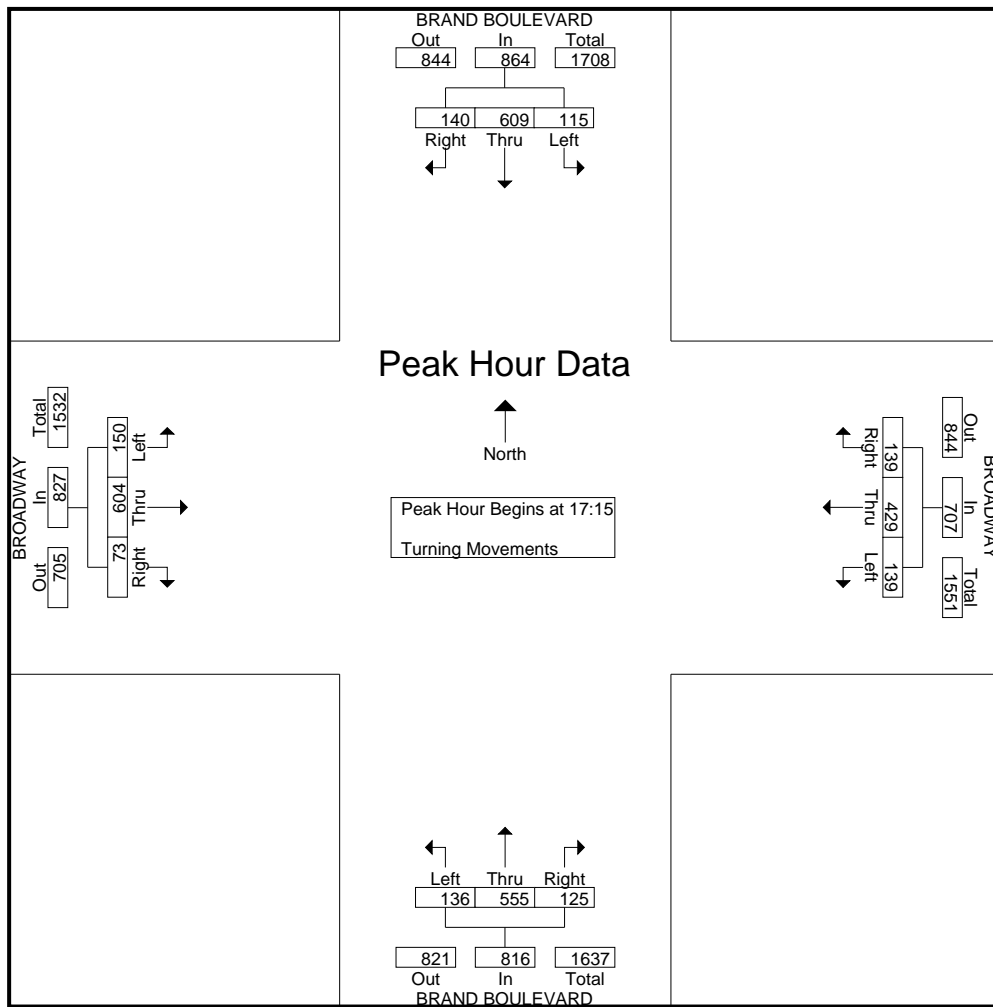 BRAND BOULEVARD
Out In Total
844 864 1708
140 609 115
Right Thru Left
Peak Hour Data
North
Peak Hour Begins at 17:15
Turning Movements
BROADWAY
Total In Out
1532 827 705
150 604 73
Left Thru Right
BROADWAY
Out In Total
844 707 1551
139 429 139
Right Thru Left
Left Thru Right
136 555 125
821 816 1637
Out In Total
BRAND BOULEVARD